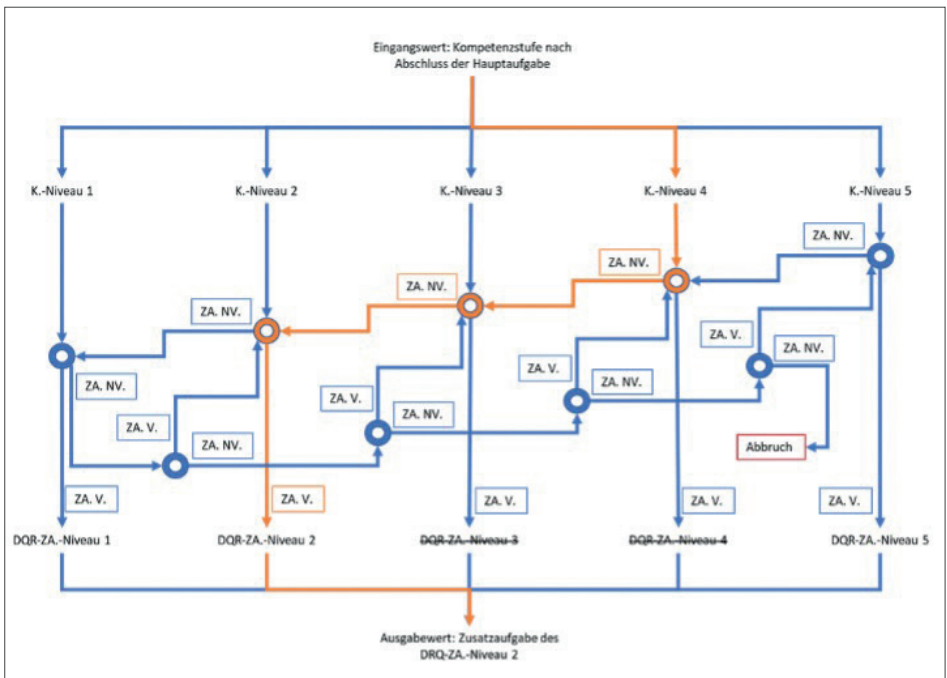 Eingangswert: Kompetenzstufe nach
Abschluss der Hauptaufgabe
K.-Niveau 1
K.-Niveau 2
K.-Niveau 3
K.-Niveau 4
K.-Niveau 5
ZA. NV.
ZA. NV.
ZA. NV.
ZA. NV.
ZA. V.
ZA. NV.
ZA. NV.
ZA. V.
ZA. NV.
ZA. V.
ZA. NV.
ZA. V.
ZA. NV.
Abbruch
ZA. V.
ZA. V.
ZA. V.
ZA. V.
ZA. V.
DQR-ZA.-Niveau 1
DQR-ZA.-Niveau 2
DQR-ZA.-Niveau 3
DQR-ZA.-Niveau 4
DQR-ZA.-Niveau 5
Ausgabewert: Zusatzaufgabe des
DRQ-ZA.-Niveau 2